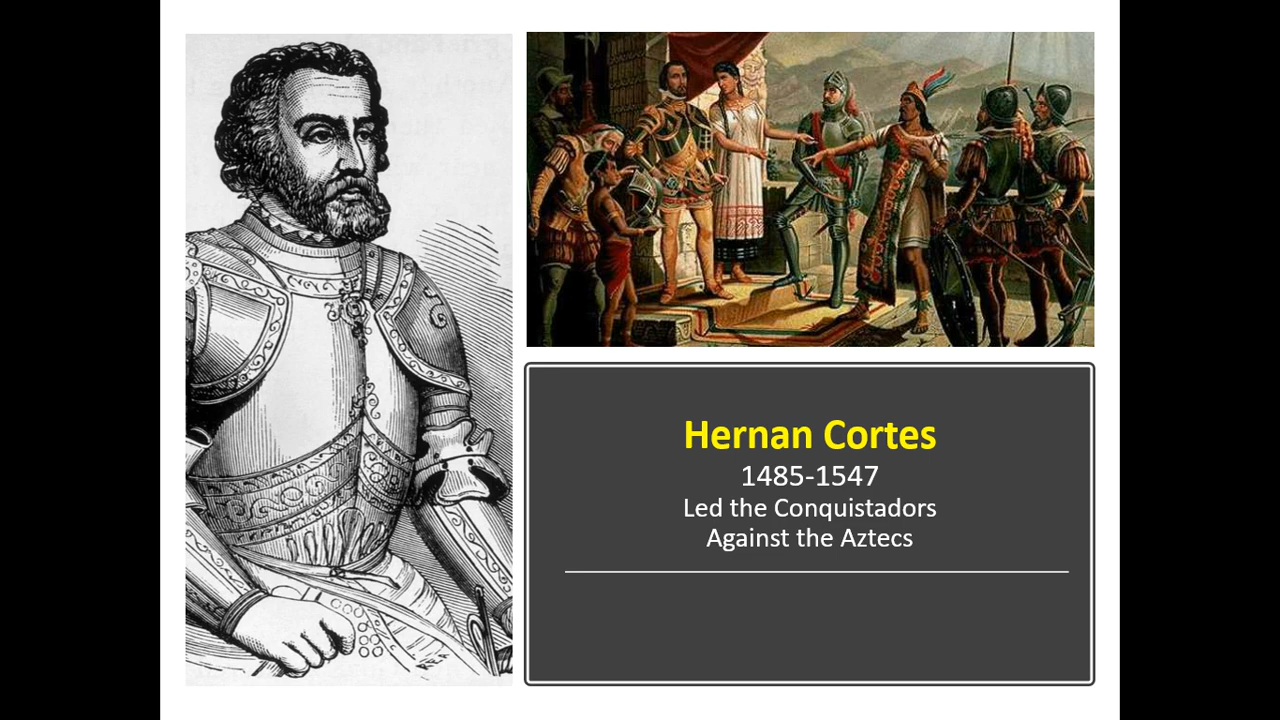 Hernan Cortes
1485-1547
Led the Conquistadors
Against the Aztecs